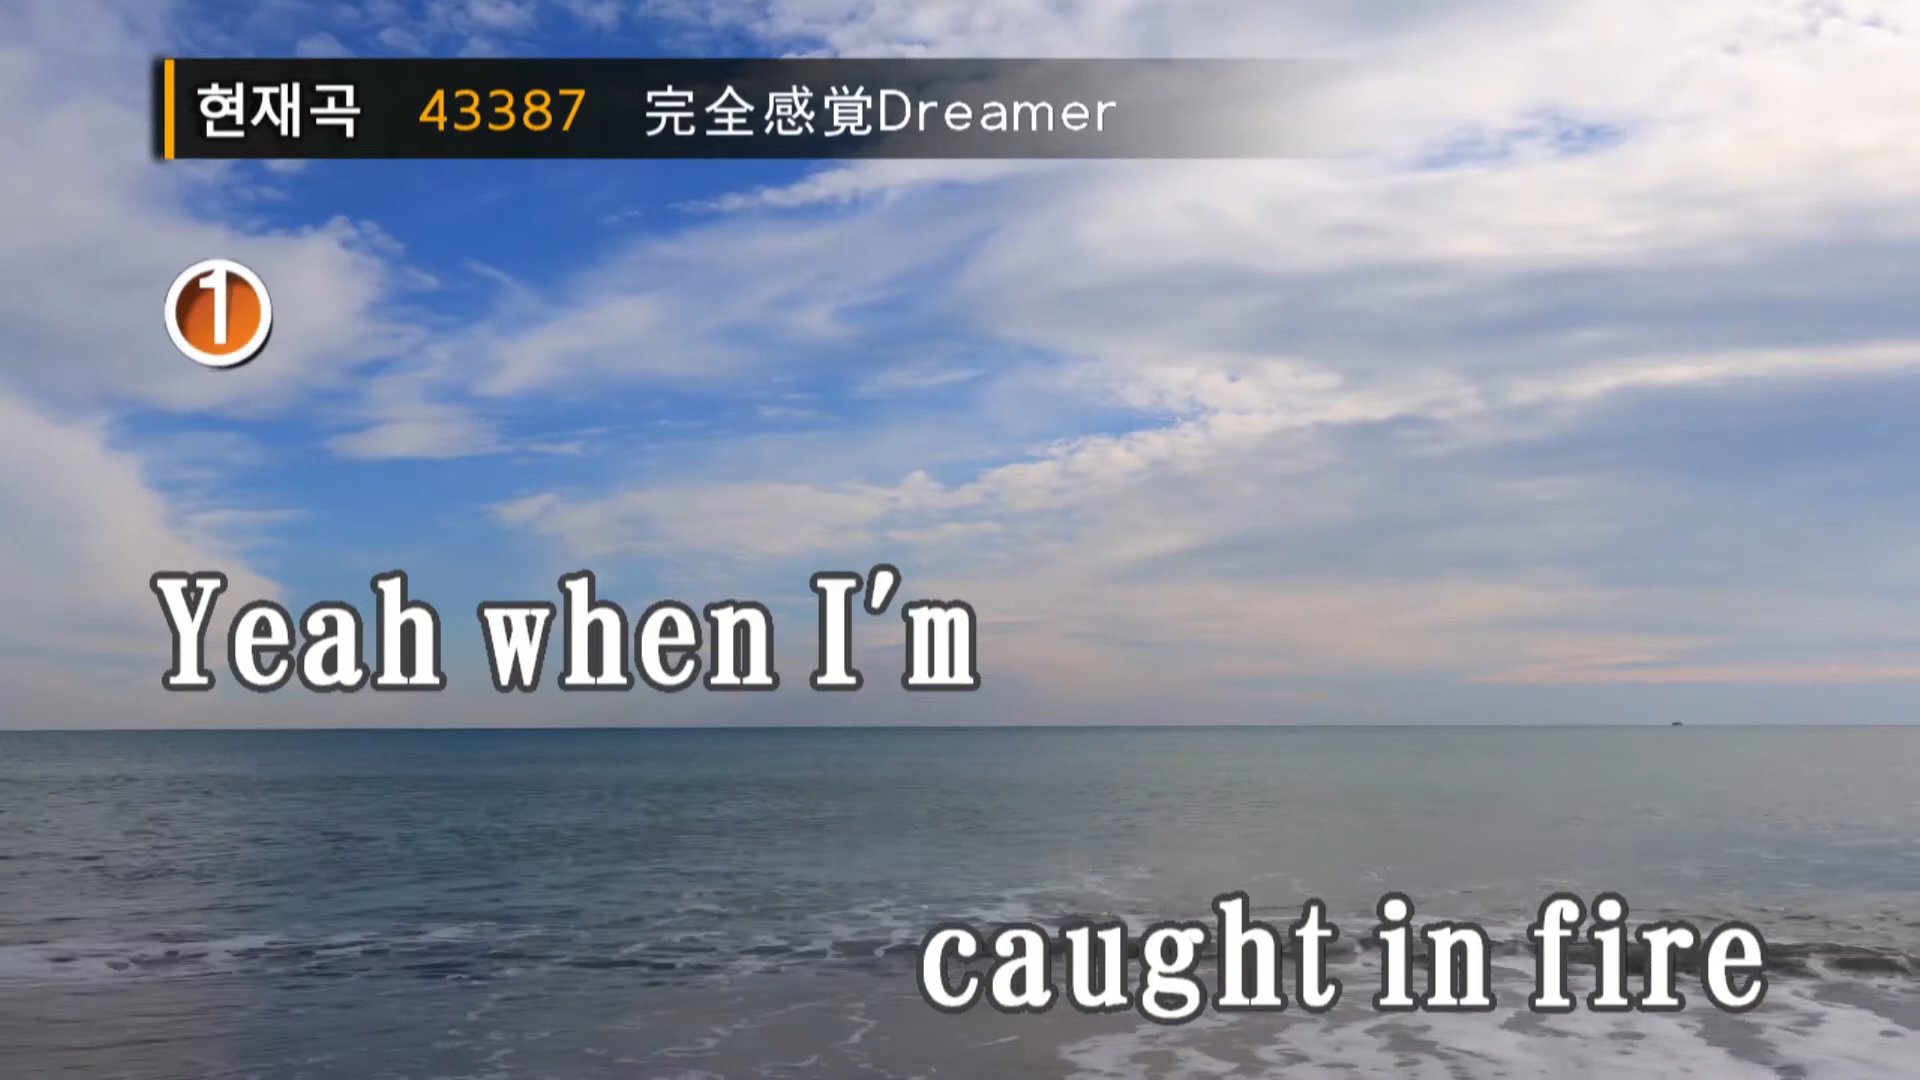 현재곡 43387 完全感覚Dreamer
1
Yeah when I'm
caught in fire